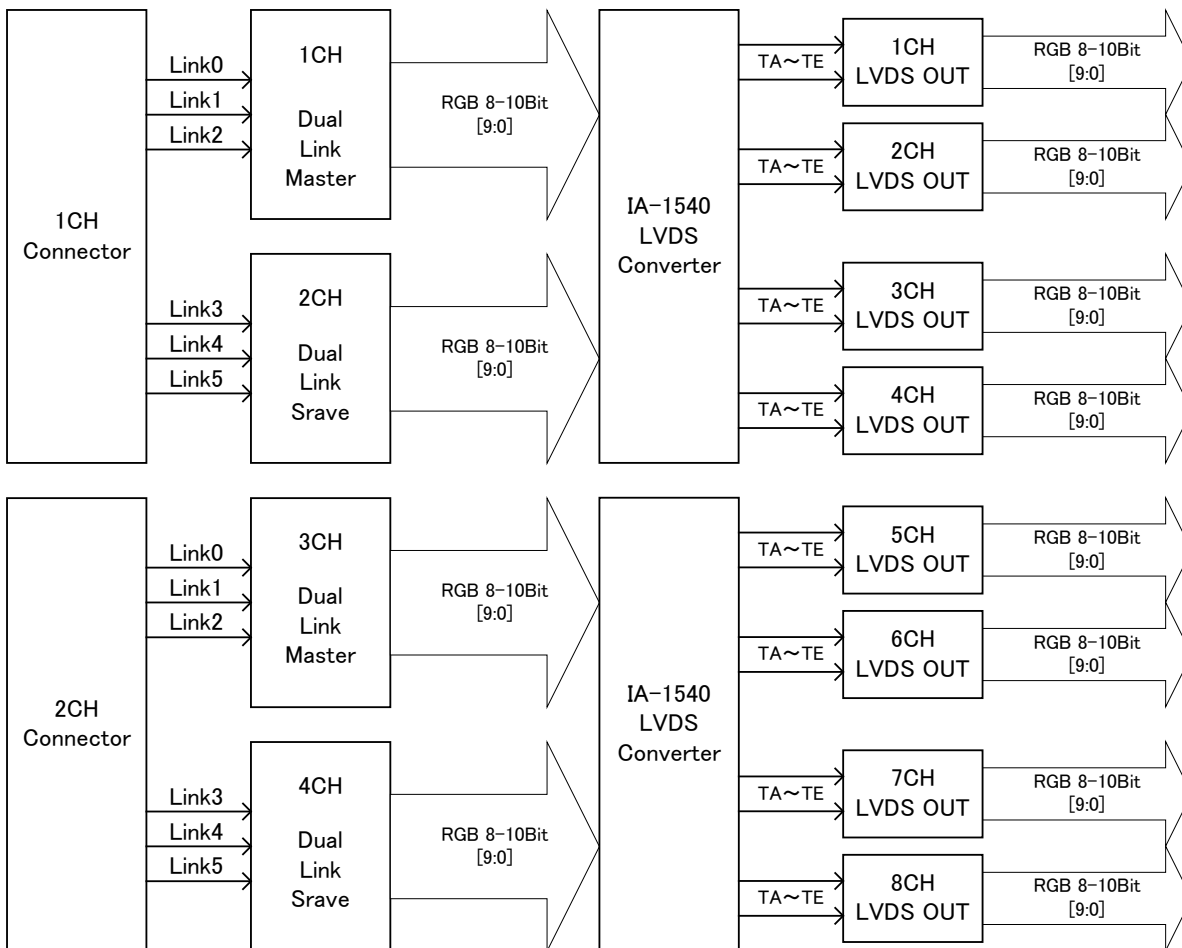 1CH
Connector
Link0
Link1
Link2
1CH
Dual
Link
Master
RGB 8-10Bit
[9:0]
Link3
Link4
Link5
2CH
Dual
Link
Srave
RGB 8-10Bit
[9:0]
IA-1540
LVDS
Converter
TA～TE
1CH
LVDS OUT
RGB 8-10Bit
[9:0]
TA～TE
2CH
LVDS OUT
RGB 8-10Bit
[9:0]
TA～TE
3CH
LVDS OUT
RGB 8-10Bit
[9:0]
TA～TE
4CH
LVDS OUT
RGB 8-10Bit
[9:0]
2CH
Connector
Link0
Link1
Link2
3CH
Dual
Link
Master
RGB 8-10Bit
[9:0]
Link3
Link4
Link5
4CH
Dual
Link
Srave
RGB 8-10Bit
[9:0]
IA-1540
LVDS
Converter
TA～TE
5CH
LVDS OUT
RGB 8-10Bit
[9:0]
TA～TE
6CH
LVDS OUT
RGB 8-10Bit
[9:0]
TA～TE
7CH
LVDS OUT
RGB 8-10Bit
[9:0]
TA～TE
8CH
LVDS OUT
RGB 8-10Bit
[9:0]